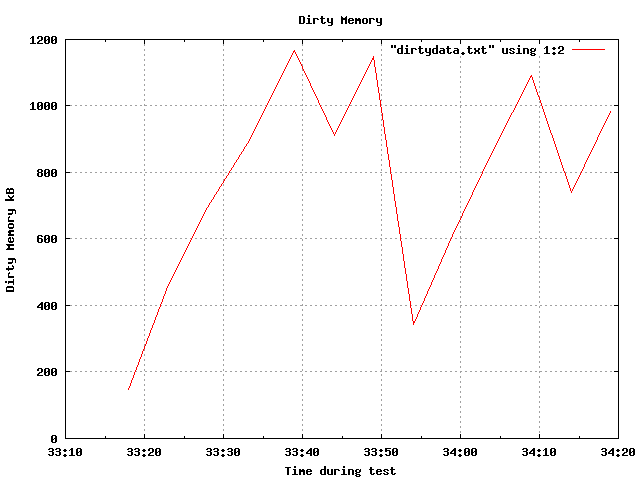 Dirty Memory
"dirtydata.txt" using 1:2
1200
1000
800
600
400
200
0
Dirty Memory kB
33:10 33:20 33:30 33:40 33:50 34:00 34:10 34:20
Time during test